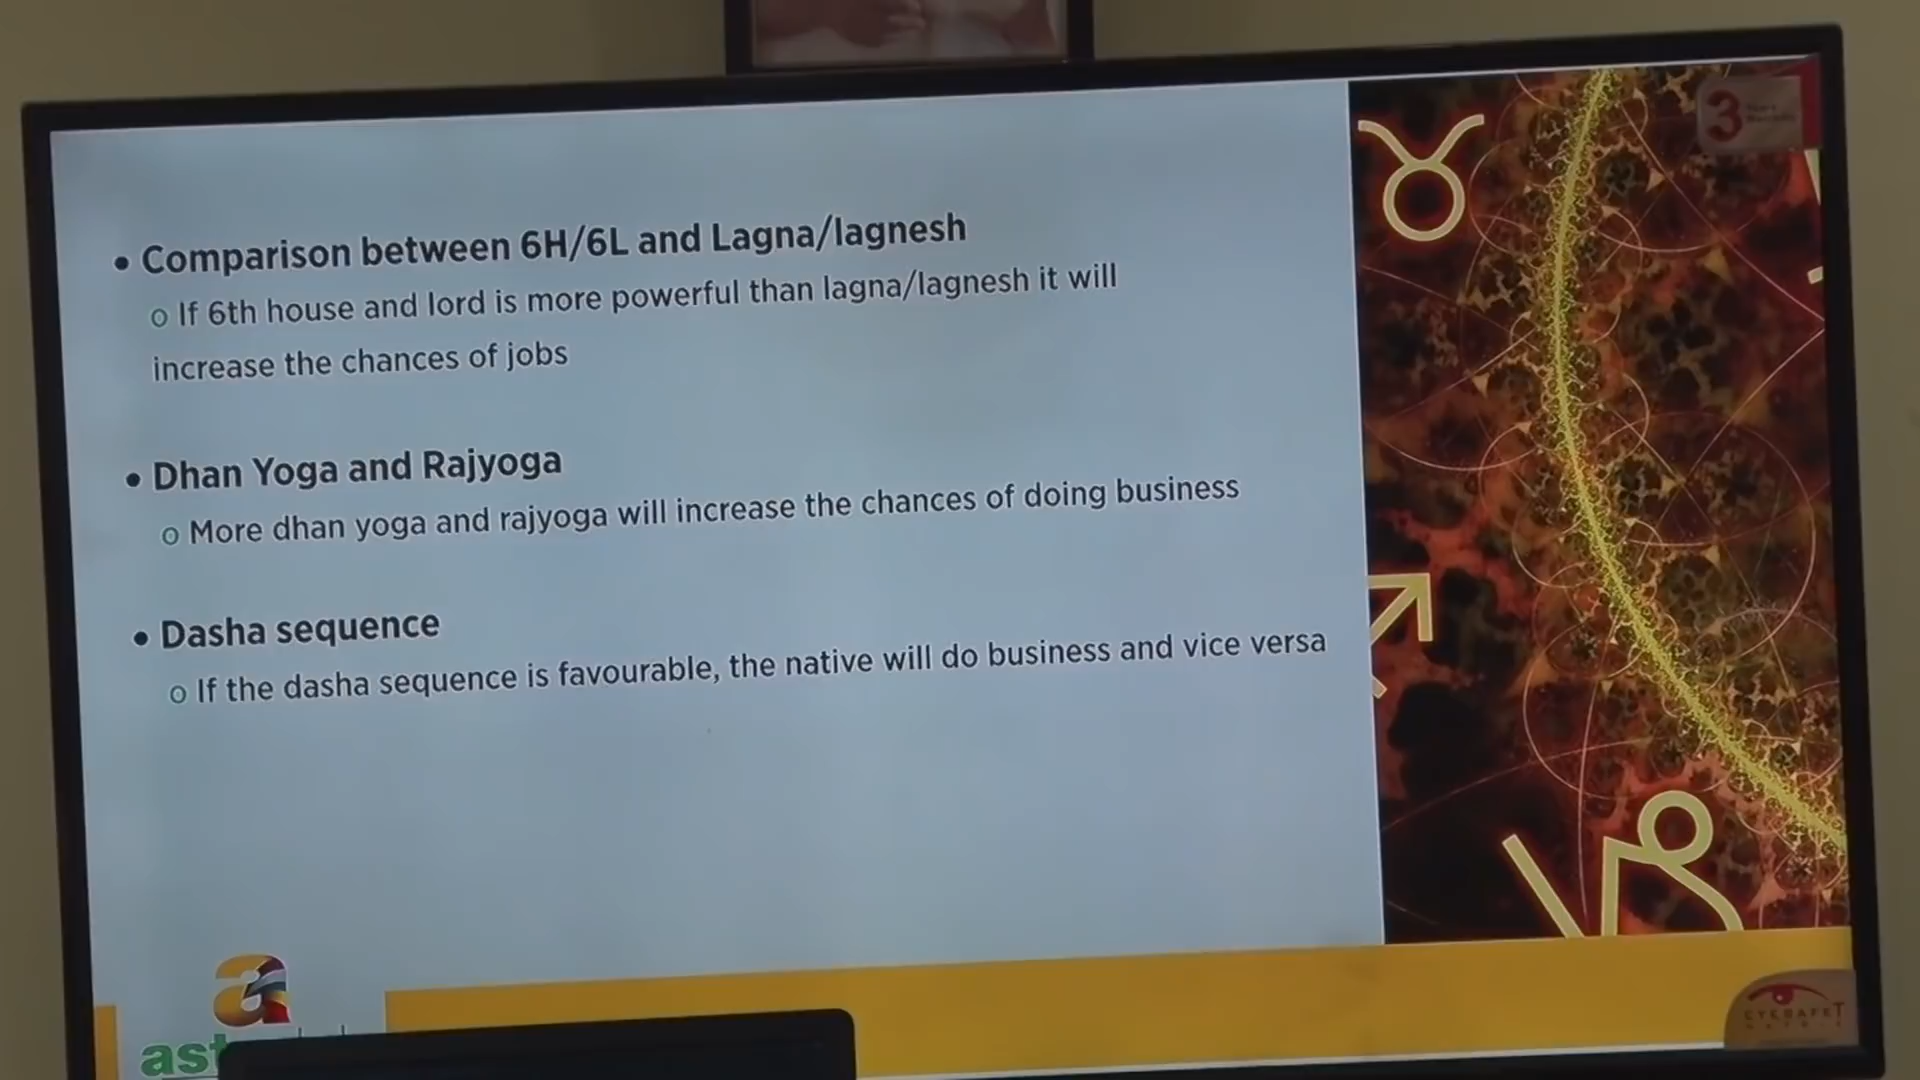 • Comparison between 6H/6L and Lagna/lagnesh
o If 6th house and lord is more powerful than lagna/lagnesh it will
increase the chances of jobs
• Dhan Yoga and Rajyoga
o More dhan yoga and rajyoga will increase the chances of doing business
• Dasha sequence
o If the dasha sequence is favourable, the native will do business and vice versa
3
a